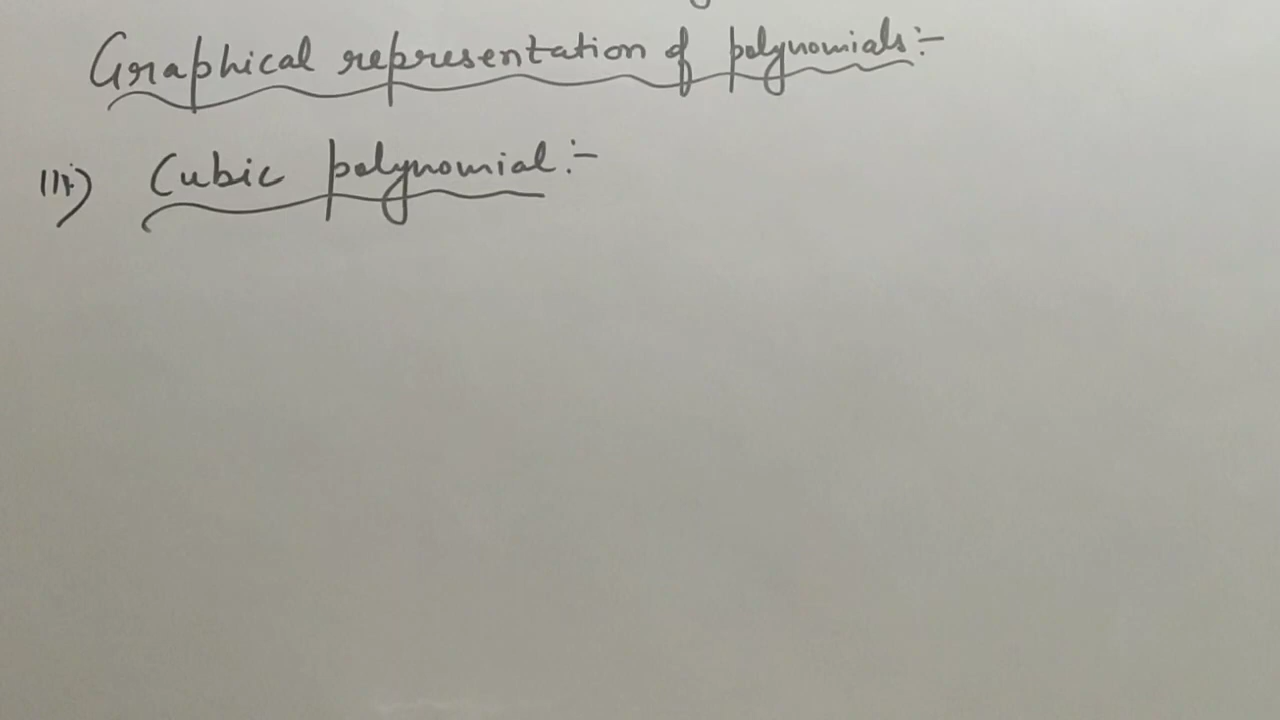 Graphical representation of polynomials:-
iii) Cubic polynomial:-